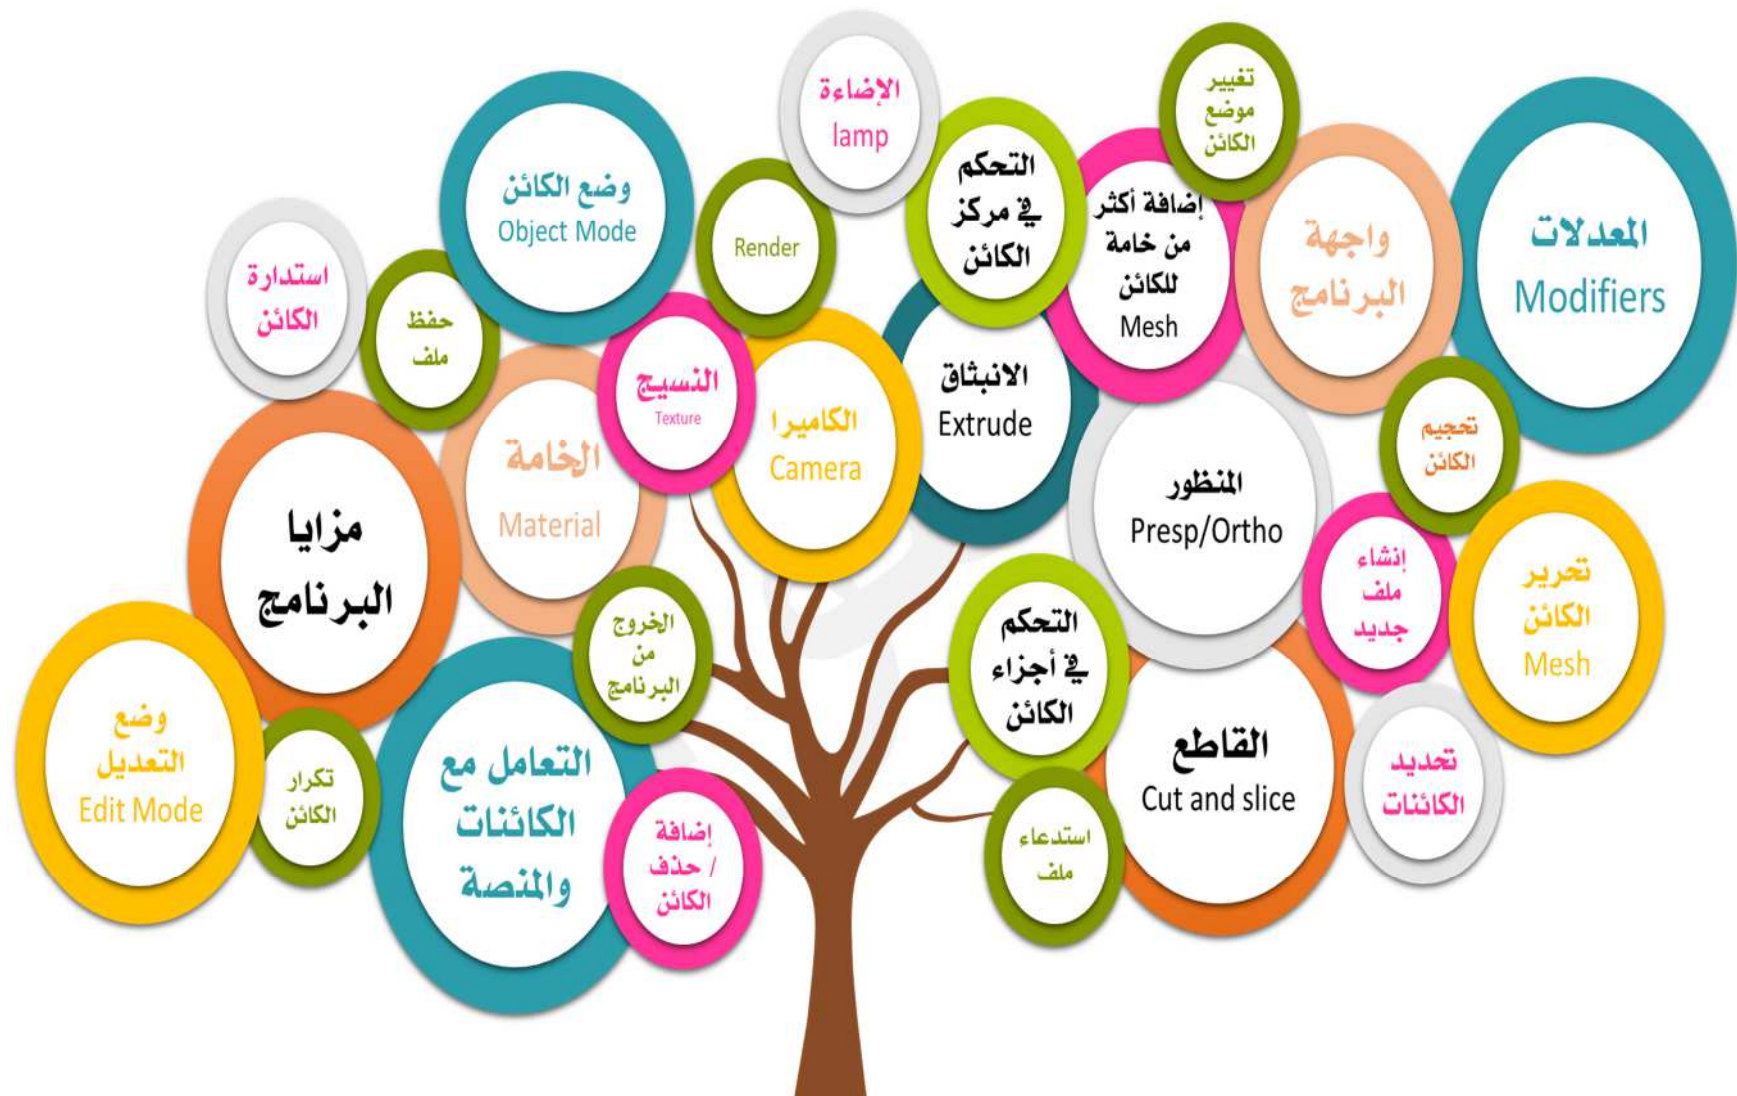 الإضاءة
lamp
تغيير
موضع
الكائن
وضع الكائن
Object Mode
التحكم
في مركز
الكائن
إضافة أكثر
من خامة
للكائن
Mesh
واجهة
البرنامج
المعدلات
Modifiers
Render
استدارة
الكائن
حفظ
ملف
النسيج
Texture
الكاميرا
Camera
الانبثاق
Extrude
تحجيم
الكائن
الخامة
Material
المنظور
Presp/Ortho
مزايا
البرنامج
إنشاء
ملف
جديد
تحرير
الكائن
Mesh
الخروج
من
البرنامج
التحكم
في أجزاء
الكائن
وضع
التعديل
Edit Mode
تكرار
الكائن
التعامل مع
الكائنات
والمنصة
القاطع
Cut and slice
تحديد
الكائنات
إضافة
/ حذف
الكائن
استدعاء
ملف